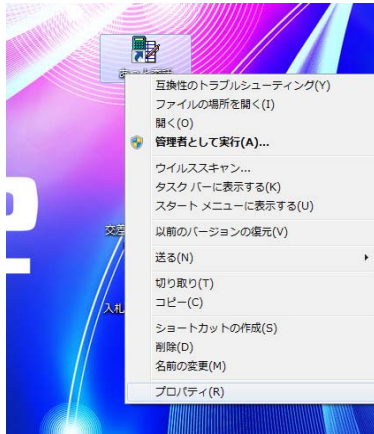 互換性のトラブルシューティング(Y)
ファイルの場所を開く(I)
開く(O)
管理者として実行(A)...
ウイルススキャン...
タスク バーに表示する(K)
スタート メニューに表示する(U)
以前のバージョンの復元(V)
送る(N)
切り取り(T)
コピー(C)
ショートカットの作成(S)
削除(D)
名前の変更(M)
プロパティ(R)
入札